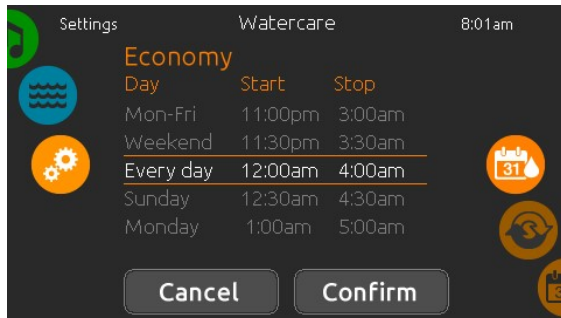 Settings Watercare 8:01am
Economy
Day Start Stop
Mon-Fri 11:00pm 3:00am
Weekend 11:30pm 3:30am
Every day 12:00am 4:00am
Sunday 12:30am 4:30am
Monday 1:00am 5:00am
31
Cancel Confirm